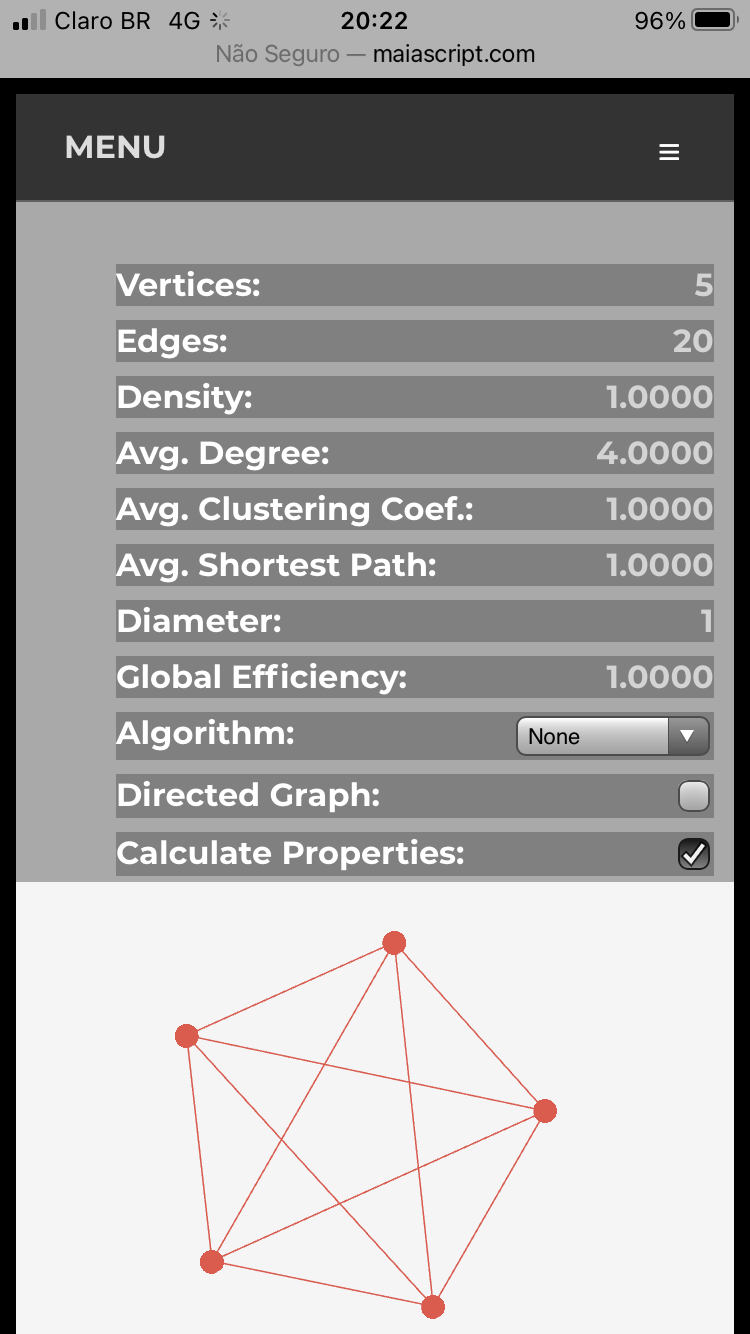 Claro BR 4G 20:22 96%
Não Seguro — maiascript.com
MENU
Vertices: 5
Edges: 20
Density: 1.0000
Avg. Degree: 4.0000
Avg. Clustering Coef.: 1.0000
Avg. Shortest Path: 1.0000
Diameter: 1
Global Efficiency: 1.0000
Algorithm: None
Directed Graph:
Calculate Properties: